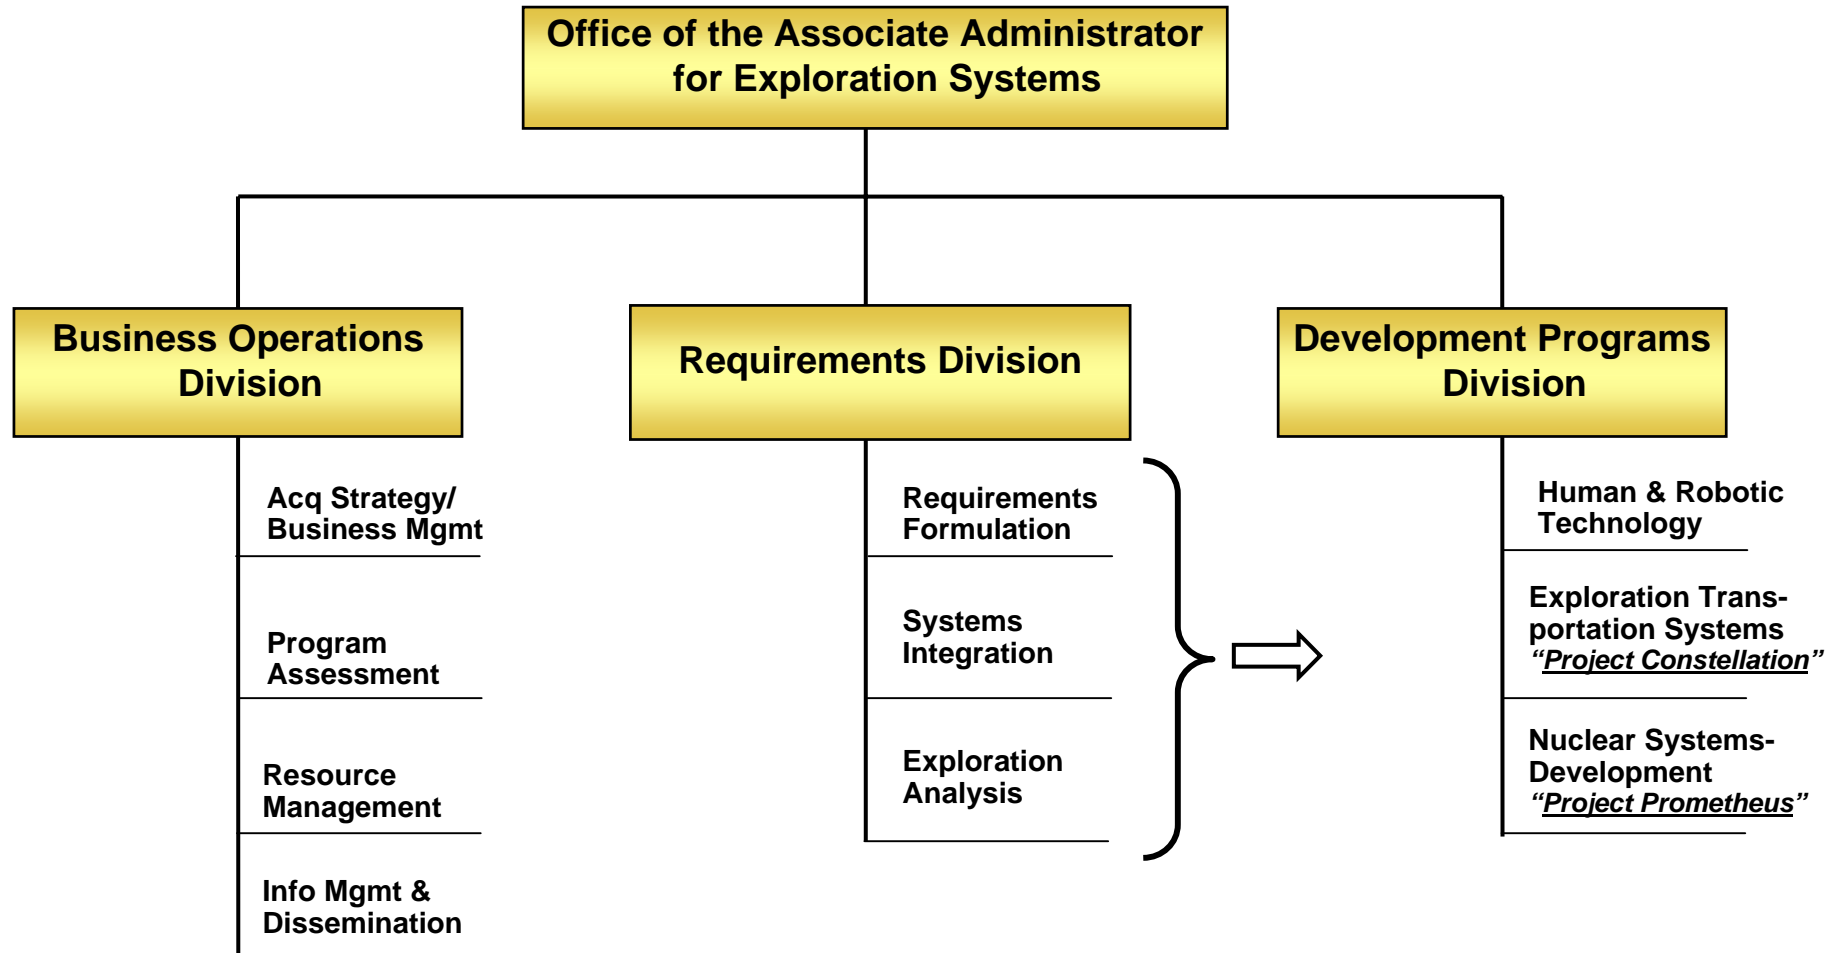 Office of the Associate Administrator
for Exploration Systems
Business Operations
Division
Acq Strategy/
Business Mgmt
Program
Assessment
Resource
Management
Info Mgmt &
Dissemination
Requirements Division
Requirements
Formulation
Systems
Integration
Exploration
Analysis
Development Programs
Division
Human & Robotic
Technology
Exploration Trans-
portation Systems
“Project Constellation”
Nuclear Systems-
Development
“Project Prometheus”